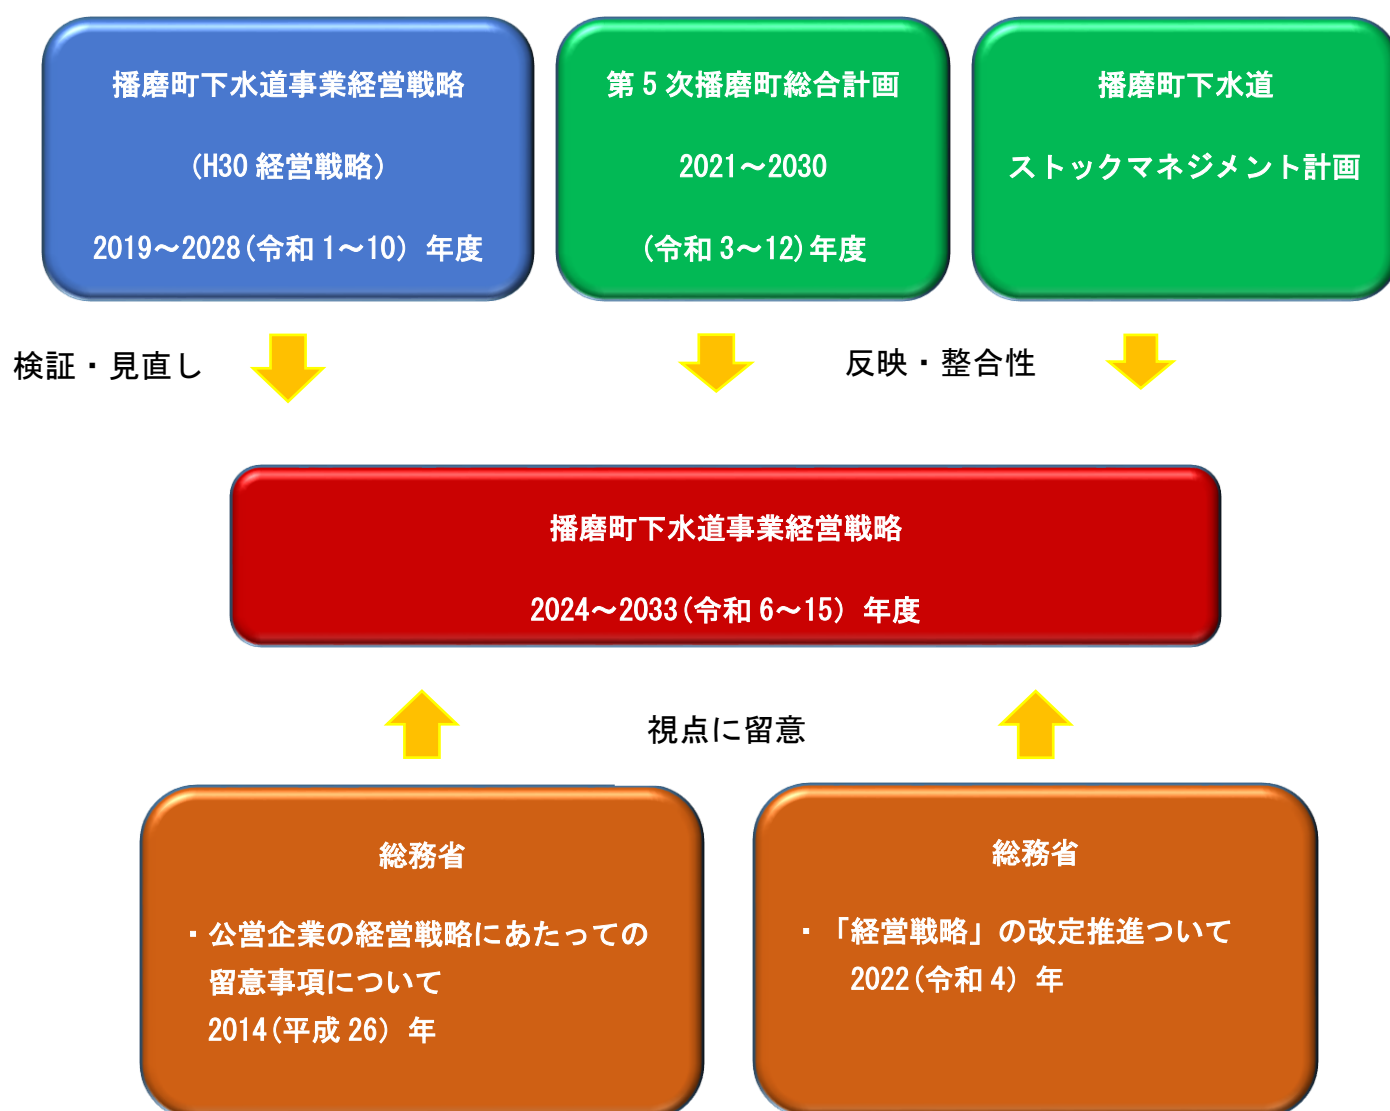 播磨町下水道事業経営戦略
(H30 経営戦略)
2019～2028(令和 1～10) 年度
第 5 次播磨町総合計画
2021～2030
(令和 3～12)年度
播磨町下水道
ストックマネジメント計画
検証・見直し
反映・整合性
播磨町下水道事業経営戦略
2024～2033(令和 6～15) 年度
視点に留意
総務省
・公営企業の経営戦略にあたっての
留意事項について
2014(平成 26) 年
総務省
・「経営戦略」の改定推進ついて
2022(令和 4) 年